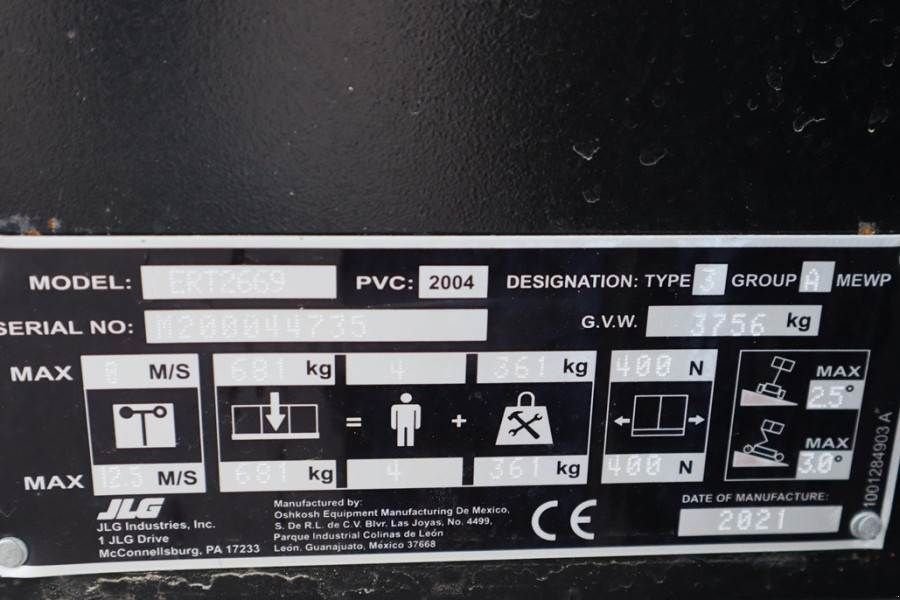 MODEL: ERT2669 PVC: 2004 DESIGNATION: TYPE 3 GROUP A MEWP
SERIAL NO: M200044735 G.V.W. 3756 kg
MAX 0 M/S 681 kg 4 361 kg 400 N MAX 2.5°
= +
MAX 12.5 M/S 681 kg 4 361 kg 400 N MAX 3.0°
JLG
JLG Industries, Inc.
1 JLG Drive
McConnellsburg, PA 17233
Manufactured by:
Oshkosh Equipment Manufacturing De Mexico,
S. De R.L. de C.V. Blvr. Las Joyas, No. 4499,
Parque Industrial Colinas de León
León, Guanajuato, México 37668
CE
DATE OF MANUFACTURE:
2021
1001284903 A